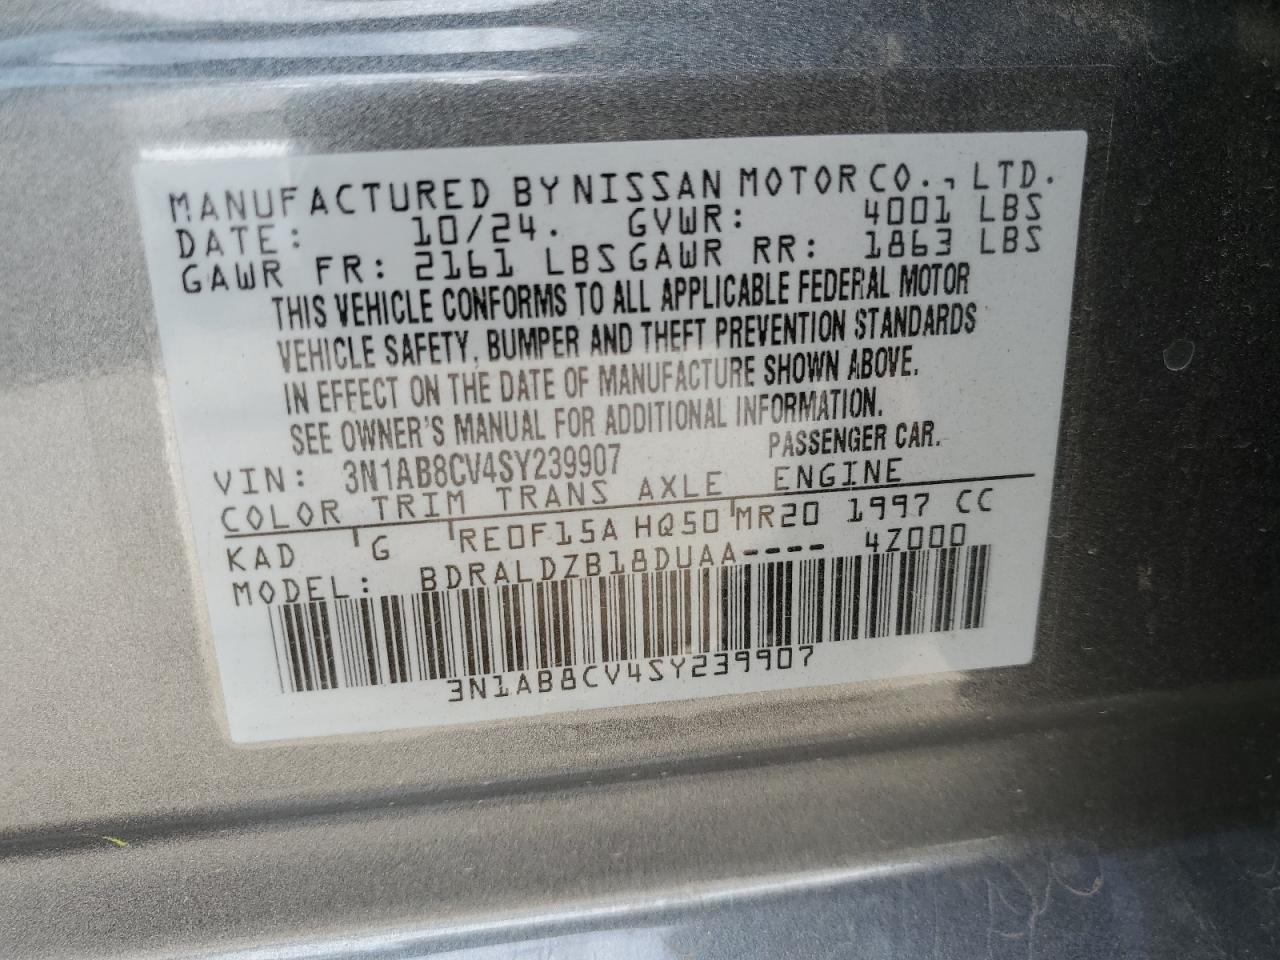 MANUFACTURED BY NISSAN MOTOR CO., LTD.
DATE: 10/24. GVWR: 4001 LBS
GAWR FR: 2161 LBS GAWR RR: 1863 LBS
THIS VEHICLE CONFORMS TO ALL APPLICABLE FEDERAL MOTOR
VEHICLE SAFETY, BUMPER AND THEFT PREVENTION STANDARDS
IN EFFECT ON THE DATE OF MANUFACTURE SHOWN ABOVE.
SEE OWNER'S MANUAL FOR ADDITIONAL INFORMATION.
VIN: 3N1AB8CV4SY239907 PASSENGER CAR.
COLOR TRIM TRANS AXLE ENGINE
KAD G RE0F15A HQ50 MR20 1997 CC
MODEL: BDRALDZB18DUAA---- 4Z000
3N1AB8CV4SY239907